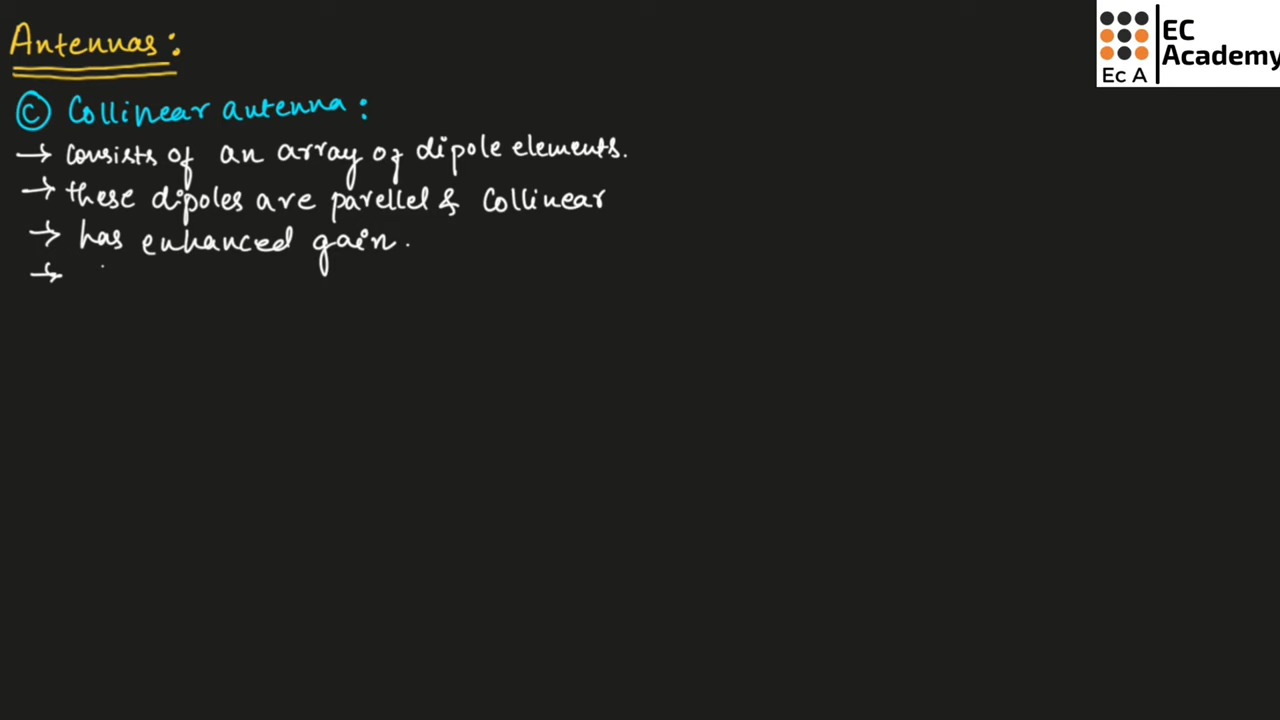 Antennas:
EC
Academy
Ec A
© Collinear antenna:
→ consists of an array of dipole elements.
→ these dipoles are parellel & collinear
→ has enhanced gain.
→